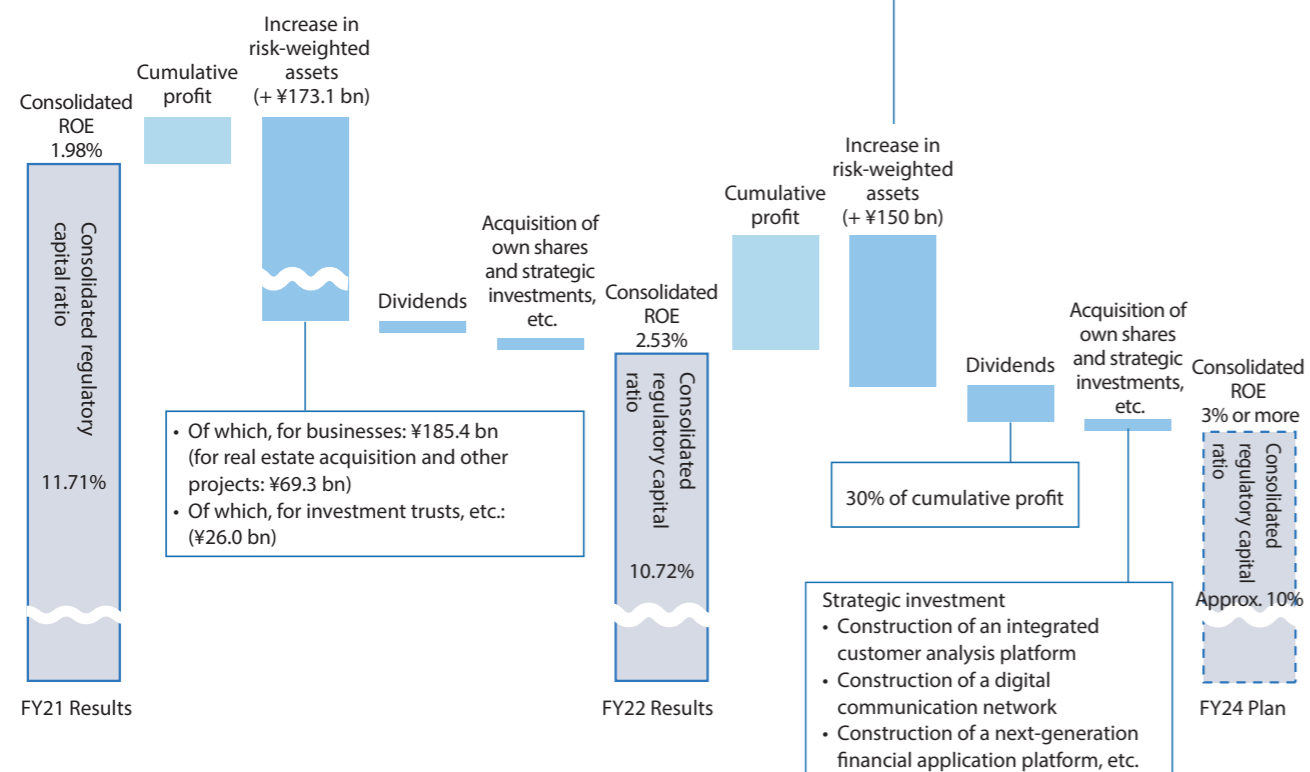 Consolidated
ROE
1.98%
Consolidated regulatory
capital ratio
11.71%
FY21 Results
Cumulative
profit
Increase in
risk-weighted
assets
(+ ¥173.1 bn)
• Of which, for businesses: ¥185.4 bn
(for real estate acquisition and other
projects: ¥69.3 bn)
• Of which, for investment trusts, etc.:
(¥26.0 bn)
Dividends
Acquisition of
own shares
and strategic
investments,
etc.
Consolidated
ROE
2.53%
Consolidated
regulatory capital
ratio
10.72%
FY22 Results
Cumulative
profit
Increase in
risk-weighted
assets
(+ ¥150 bn)
Dividends
30% of cumulative profit
Acquisition of
own shares
and strategic
investments,
etc.
Strategic investment
• Construction of an integrated
customer analysis platform
• Construction of a digital
communication network
• Construction of a next-generation
financial application platform, etc.
Consolidated
ROE
3% or more
Consolidated
regulatory capital
ratio
Approx. 10%
FY24 Plan